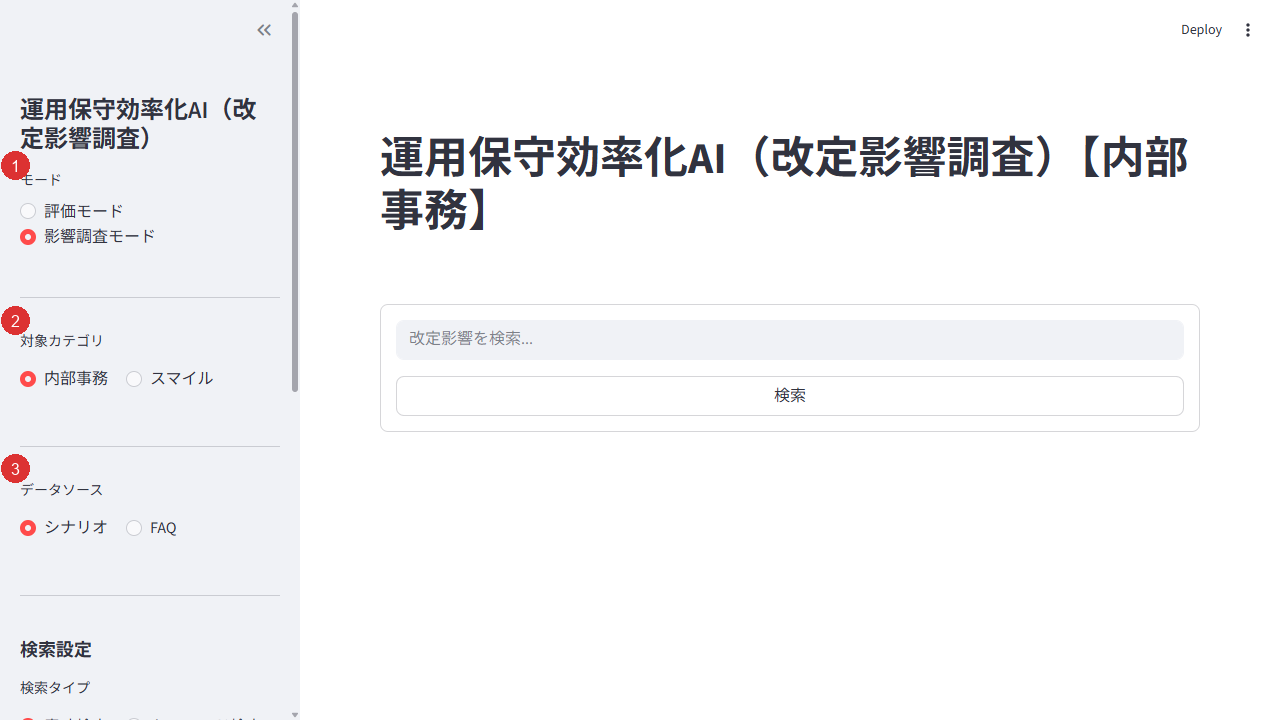 Deploy
運用保守効率化AI（改
定影響調査）
1
モード
評価モード
影響調査モード
2
対象カテゴリ
内部事務 スマイル
3
データソース
シナリオ FAQ
検索設定
検索タイプ
運用保守効率化AI（改定影響調査）【内部
事務】
改定影響を検索...
検索